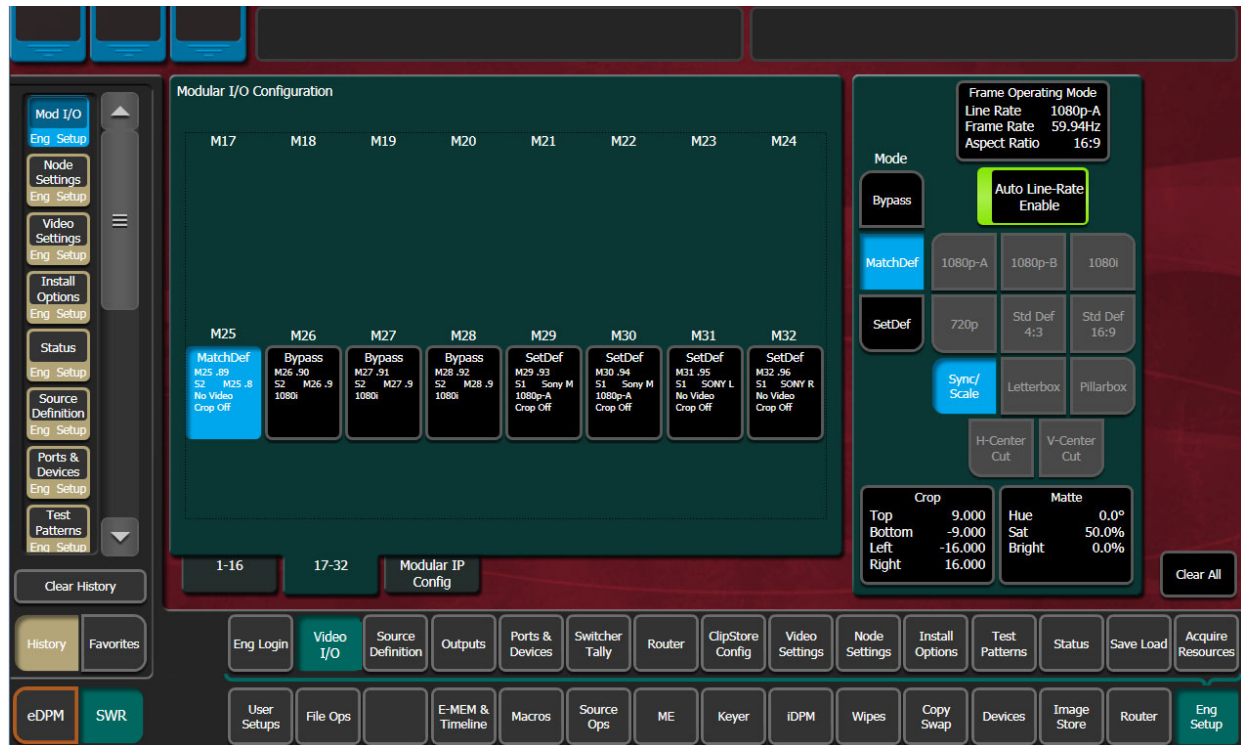 Mod I/O
Eng Setup
Node
Settings
Eng Setup
Video
Settings
Eng Setup
Install
Options
Eng Setup
Status
Eng Setup
Source
Definition
Eng Setup
Ports &
Devices
Eng Setup
Test
Patterns
Eng Setup
Clear History
History
Favorites
eDPM
SWR
Modular I/O Configuration
M17 M18 M19 M20 M21 M22 M23 M24
M25 M26 M27 M28 M29 M30 M31 M32
MatchDef
M25 .89
S2 M25 .8
No Video
Crop Off
Bypass
M26 .90
S2 M26 .9
1080i
Bypass
M27 .91
S2 M27 .9
1080i
Bypass
M28 .92
S2 M28 .9
1080i
SetDef
M29 .93
S1 Sony M
1080p-A
Crop Off
SetDef
M30 .94
S1 Sony M
1080p-A
Crop Off
SetDef
M31 .95
S1 SONY L
No Video
Crop Off
SetDef
M32 .96
S1 SONY R
No Video
Crop Off
1-16
17-32
Modular IP
Config
Frame Operating Mode
Line Rate 1080p-A
Frame Rate 59.94Hz
Aspect Ratio 16:9
Mode
Bypass
Auto Line-Rate
Enable
MatchDef
1080p-A
1080p-B
1080i
SetDef
720p
Std Def
4:3
Std Def
16:9
Sync/
Scale
Letterbox
Pillarbox
H-Center
Cut
V-Center
Cut
Crop
Top 9.000
Bottom -9.000
Left -16.000
Right 16.000
Matte
Hue 0.0°
Sat 50.0%
Bright 0.0%
Clear All
Eng Login
Video
I/O
Source
Definition
Outputs
Ports &
Devices
Switcher
Tally
Router
ClipStore
Config
Video
Settings
Node
Settings
Install
Options
Test
Patterns
Status
Save Load
Acquire
Resources
User
Setups
File Ops
E-MEM &
Timeline
Macros
Source
Ops
ME
Keyer
iDPM
Wipes
Copy
Swap
Devices
Image
Store
Router
Eng
Setup